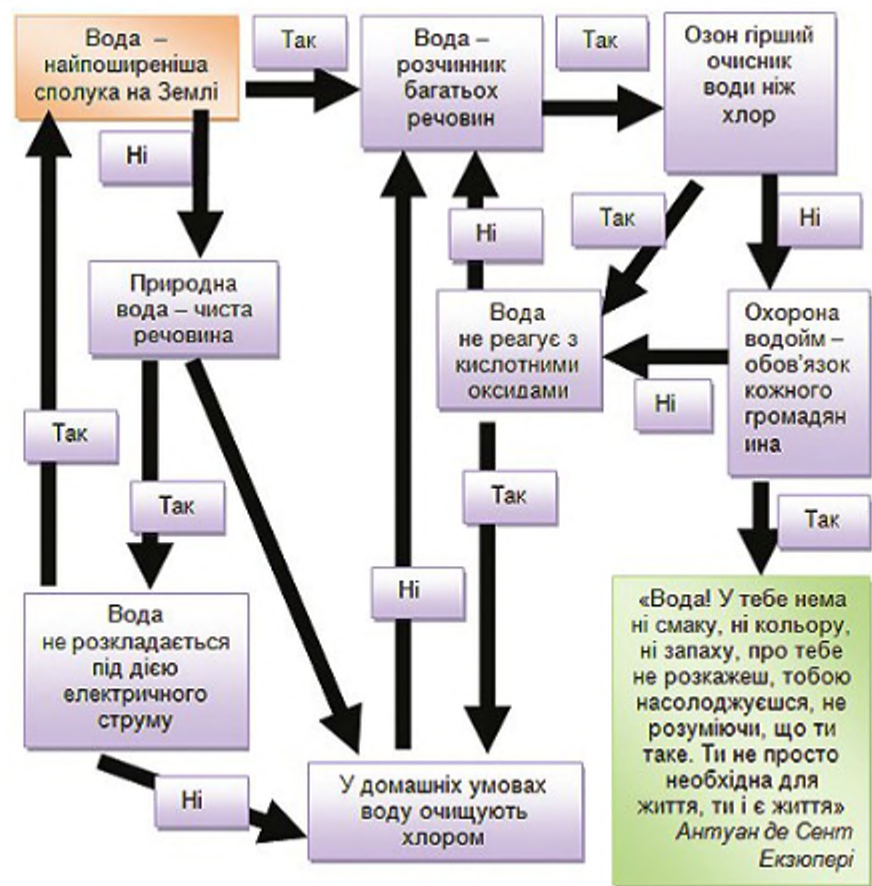 Вода –
найпоширеніша
сполука на Землі
Так
Вода –
розчинник
багатьох
речовин
Так
Озон гірший
очисник
води ніж
хлор
Ні
Так
Ні
Ні
Природна
вода – чиста
речовина
Вода
не реагує з
кислотними
оксидами
Охорона
водойм –
обов'язок
кожного
громадян
ина
Ні
Так
Так
Так
Так
Ні
Вода
не розкладається
під дією
електричного
струму
«Вода! У тебе нема
ні смаку, ні кольору,
ні запаху, про тебе
не розкажеш, тобою
насолоджуєшся, не
розуміючи, що ти
таке. Ти не просто
необхідна для
життя, ти і є життя»
Антуан де Сент
Екзюпері
Ні
У домашніх умовах
воду очищують
хлором